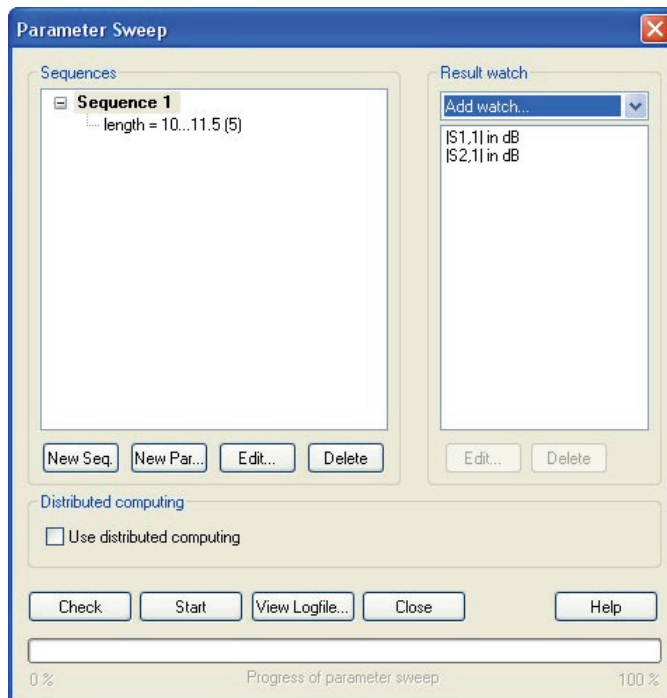 Parameter Sweep
Sequences
Sequence 1
length = 10...11.5 (5)
New Seq.
New Par...
Edit...
Delete
Result watch
Add watch...
|S1,1| in dB
|S2,1| in dB
Edit...
Delete
Distributed computing
Use distributed computing
Check
Start
View Logfile...
Close
Help
0 %
Progress of parameter sweep
100 %